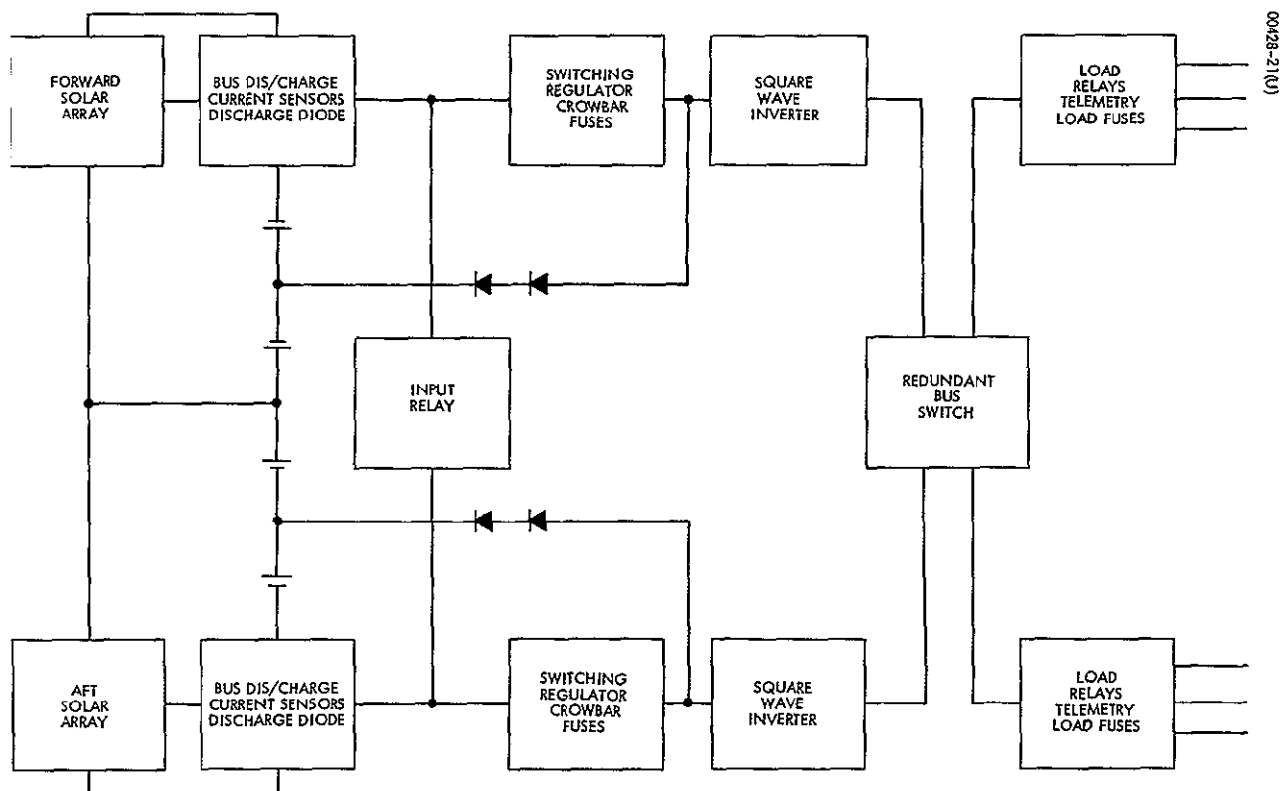 00428-21(U)
FORWARD
SOLAR
ARRAY
BUS DIS/CHARGE
CURRENT SENSORS
DISCHARGE DIODE
SWITCHING
REGULATOR
CROWBAR
FUSES
SQUARE
WAVE
INVERTER
LOAD
RELAYS
TELEMETRY
LOAD FUSES
INPUT
RELAY
REDUNDANT
BUS
SWITCH
AFT
SOLAR
ARRAY
BUS DIS/CHARGE
CURRENT SENSORS
DISCHARGE DIODE
SWITCHING
REGULATOR
CROWBAR
FUSES
SQUARE
WAVE
INVERTER
LOAD
RELAYS
TELEMETRY
LOAD FUSES